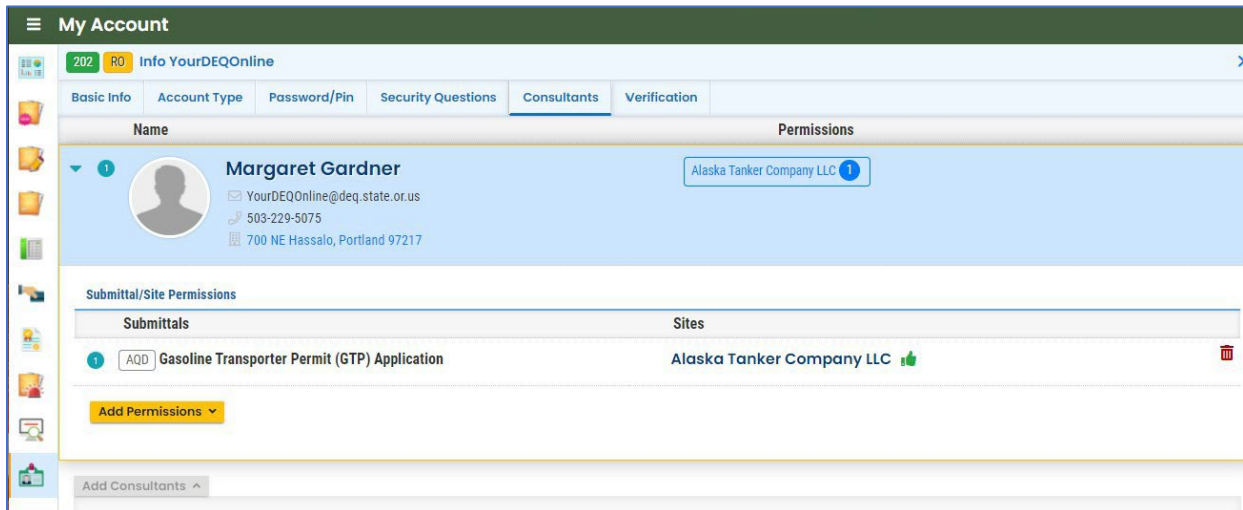 My Account
202 RO Info YourDEQOnline
Basic Info Account Type Password/Pin Security Questions Consultants Verification
Name Permissions
1 Margaret Gardner Alaska Tanker Company LLC 1
YourDEQOnline@deq.state.or.us
503-229-5075
700 NE Hassalo, Portland 97217
Submittal/Site Permissions
Submittals Sites
1 AQD Gasoline Transporter Permit (GTP) Application Alaska Tanker Company LLC
Add Permissions
Add Consultants